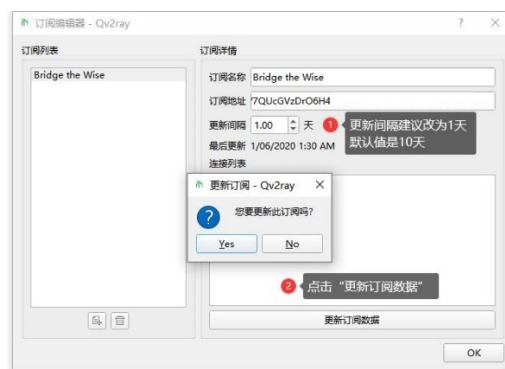 订阅编辑器 - Qv2ray
订阅列表
订阅详情
Bridge the Wise
订阅名称 Bridge the Wise
订阅地址 '7QUcGVzDrO6H4
更新间隔 1.00 天
1 更新间隔建议改为1天
默认值是10天
最后更新 1/06/2020 1:30 AM
连接列表
更新订阅 - Qv2ray
您要更新此订阅吗?
Yes No
2 点击“更新订阅数据”
更新订阅数据
OK